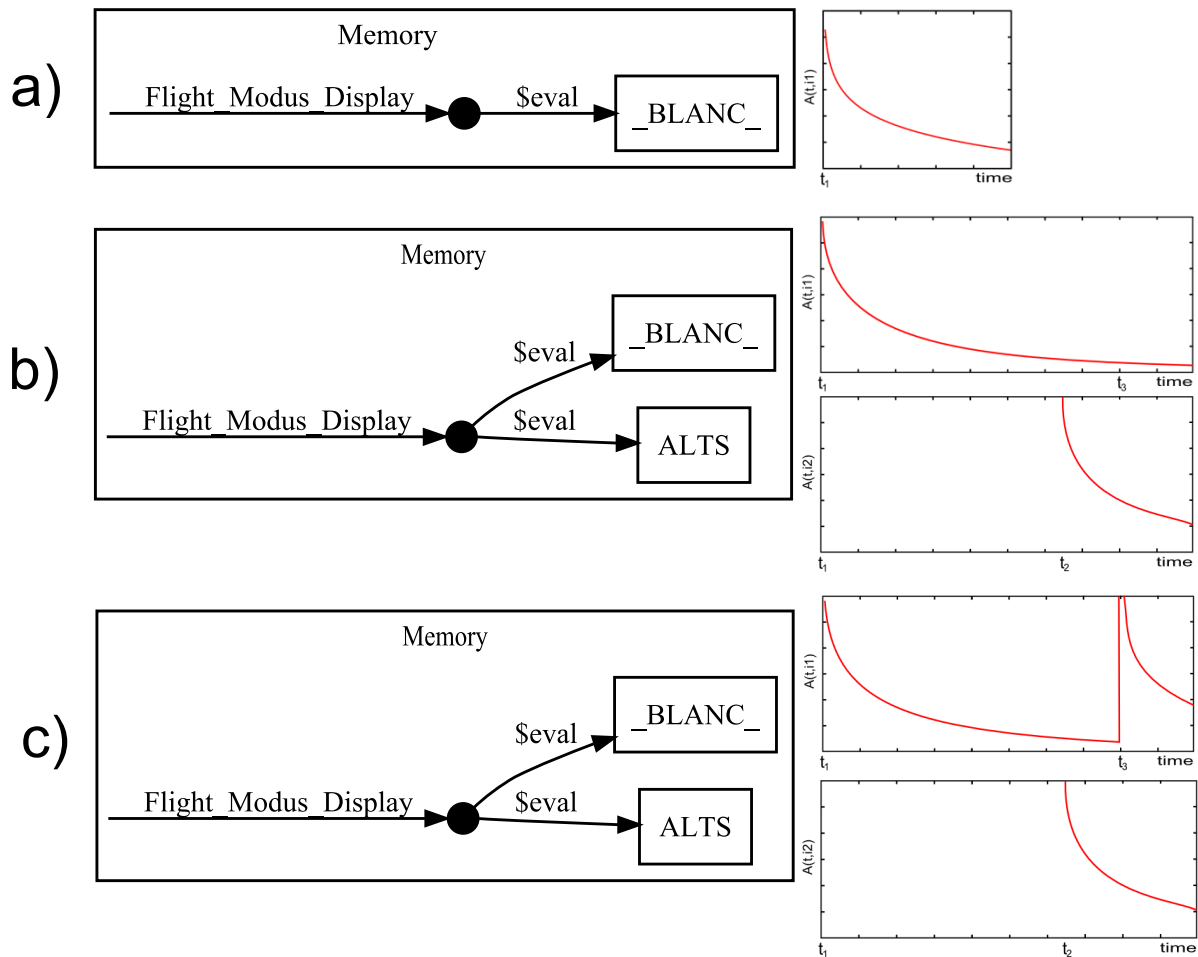 a)
Memory
Flight_Modus_Display
$eval
_BLANC_
A(t,i1)
t1
time
b)
Memory
Flight_Modus_Display
$eval
_BLANC_
$eval
ALTS
A(t,i1)
t1
t3
time
A(t,i2)
t1
t2
time
c)
Memory
Flight_Modus_Display
$eval
_BLANC_
$eval
ALTS
A(t,i1)
t1
t3
time
A(t,i2)
t1
t2
time